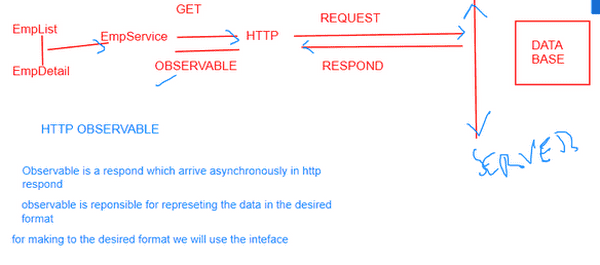 GET
REQUEST
EmpList
EmpService
HTTP
DATA
BASE
EmpDetail
OBSERVABLE
RESPOND
SERVER
HTTP OBSERVABLE
Observable is a respond which arrive asynchronously in http
respond
observable is reponsible for represeting the data in the desired
format
for making to the desired format we will use the inteface